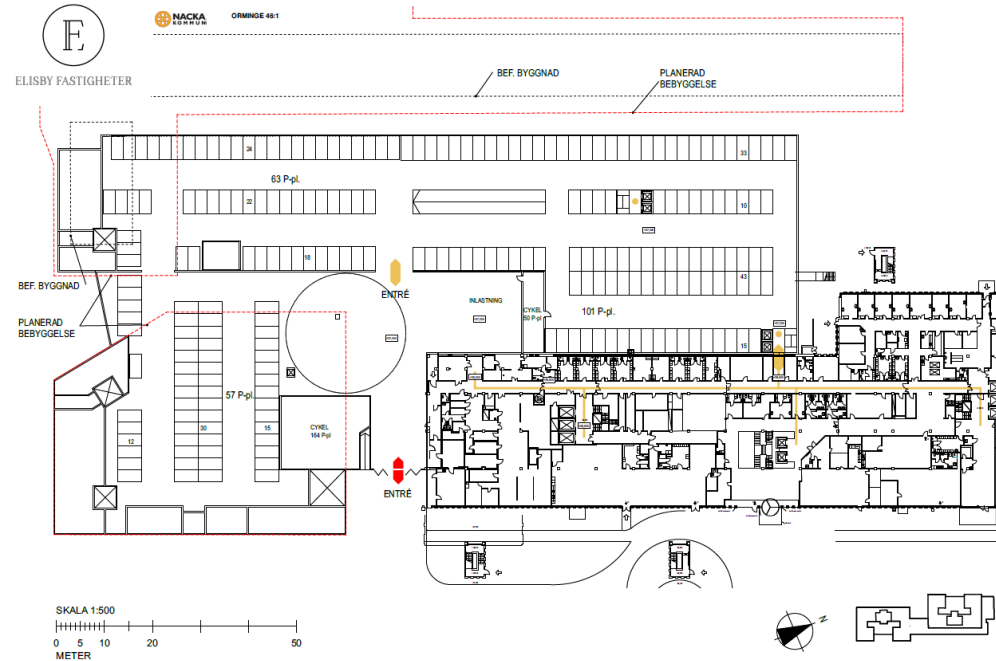 E
ELISBY FASTIGHETER
NACKA
KOMMUN
ORMINGE 46:1
BEF. BYGGNAD
PLANERAD
BEBYGGELSE
24
33
63 P-pl.
22
10
18
43
BEF. BYGGNAD
ENTRÉ
INLASTNING
CYKEL
50 P-pl
101 P-pl.
PLANERAD
BEBYGGELSE
15
57 P-pl.
CYKEL
164 P-pl
12
30
15
ENTRÉ
SKALA 1:500
0 5 10 20 50
METER
N